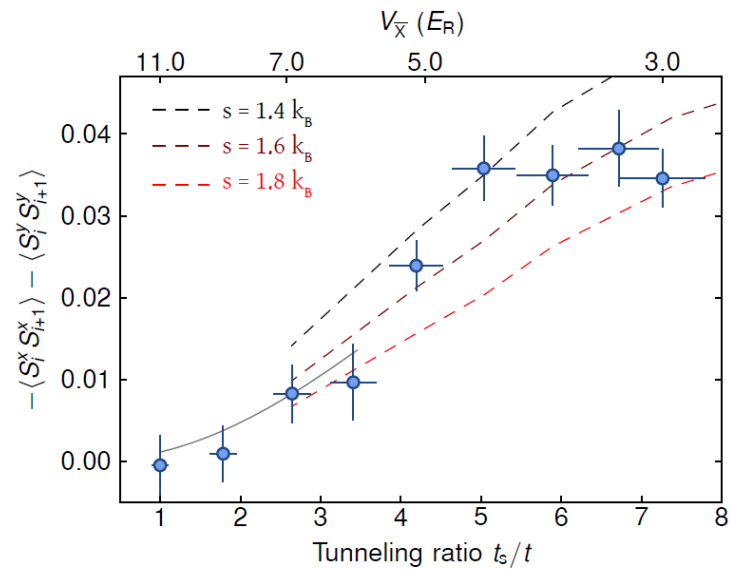 V_X̅ (E_R)
11.0 7.0 5.0 3.0
s = 1.4 k_B
s = 1.6 k_B
s = 1.8 k_B
0.04
0.03
0.02
0.01
0.00
−⟨S_i^x S_{i+1}^x⟩ − ⟨S_i^y S_{i+1}^y⟩
1 2 3 4 5 6 7 8
Tunneling ratio t_s/t